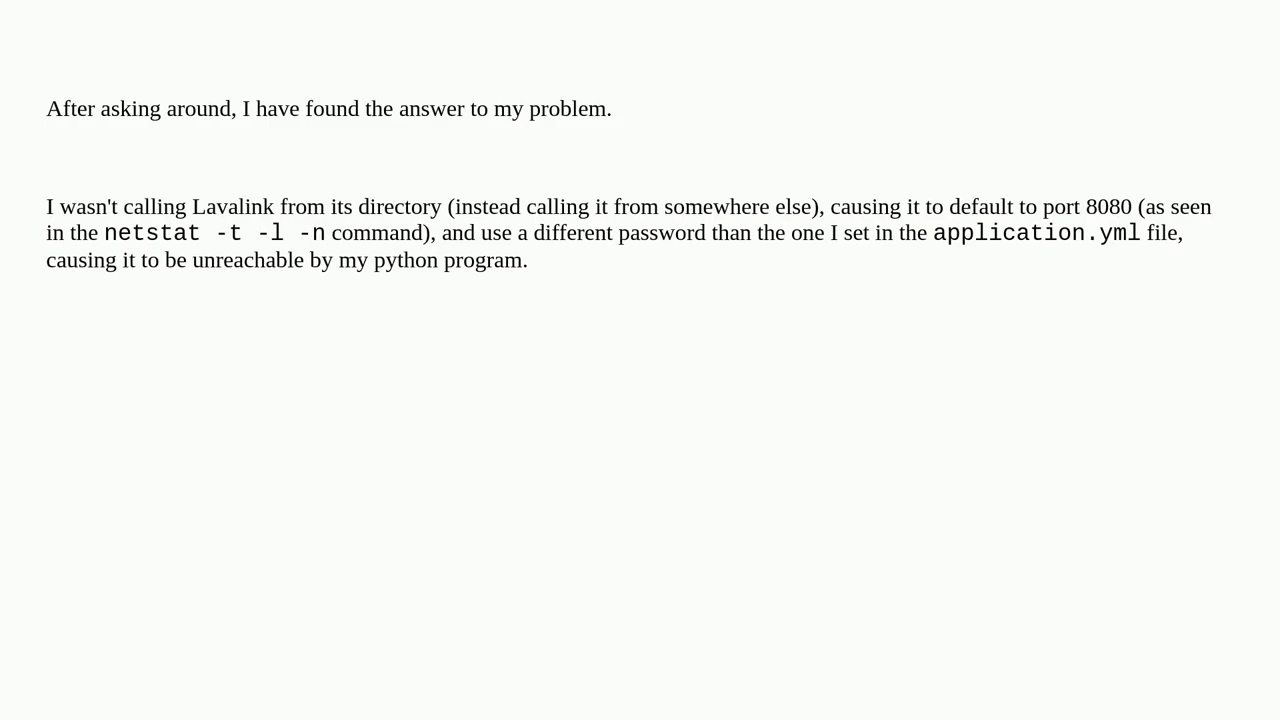 After asking around, I have found the answer to my problem.
I wasn't calling Lavalink from its directory (instead calling it from somewhere else), causing it to default to port 8080 (as seen
in the netstat -t -l -n command), and use a different password than the one I set in the application.yml file,
causing it to be unreachable by my python program.